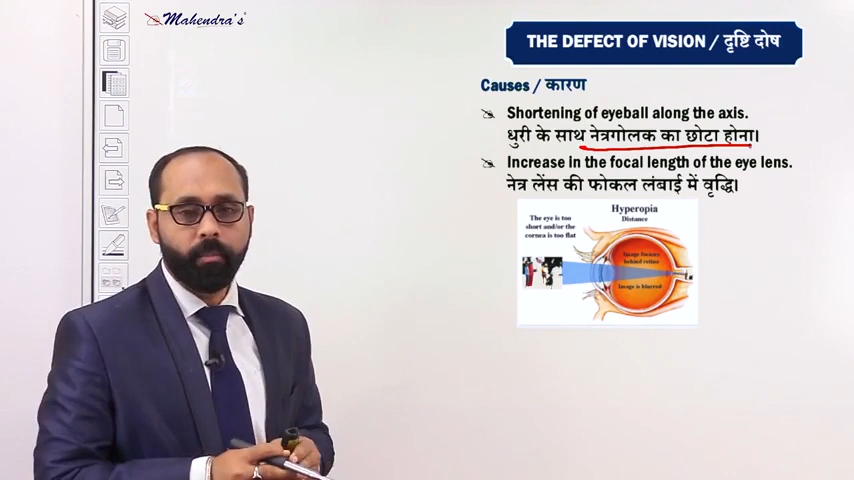 Mahendra's
THE DEFECT OF VISION / दृष्टि दोष
Causes / कारण
Shortening of eyeball along the axis.
धुरी के साथ नेत्रगोलक का छोटा होना।
Increase in the focal length of the eye lens.
नेत्र लेंस की फोकल लंबाई में वृद्धि।
Hyperopia
Distance
The eye is too
short and/or the
cornea is too flat
Image focuses
behind retina
Image is blurred